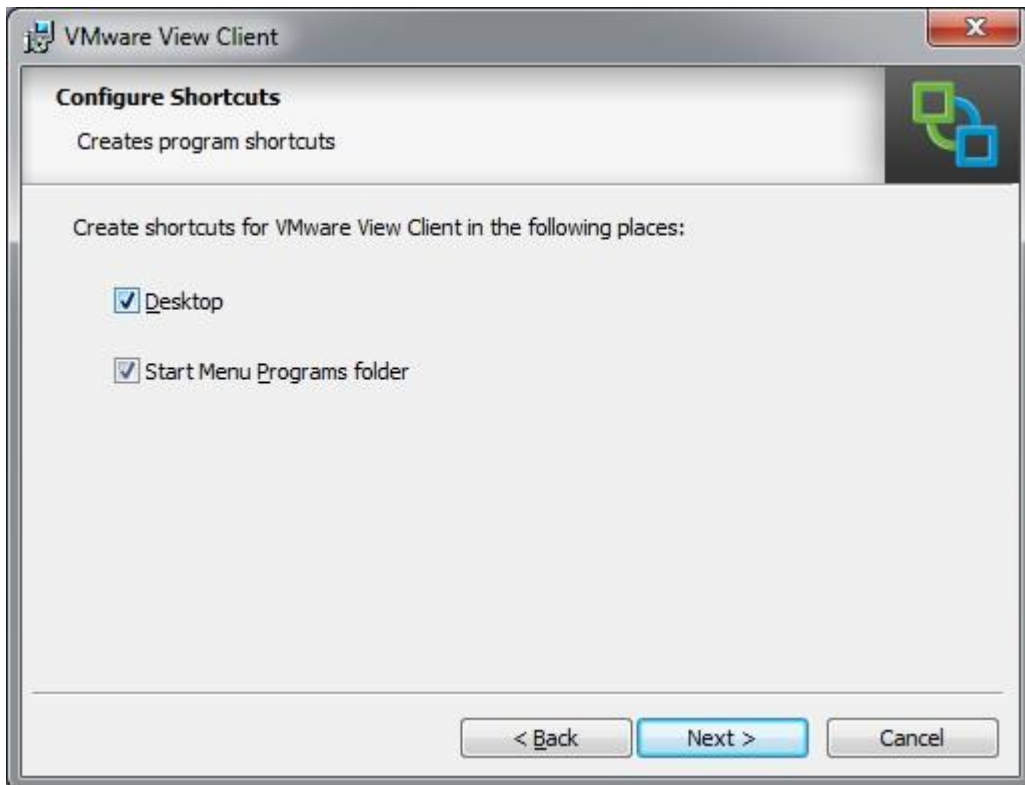 VMware View Client
Configure Shortcuts
Creates program shortcuts
Create shortcuts for VMware View Client in the following places:
Desktop
Start Menu Programs folder
< Back Next > Cancel